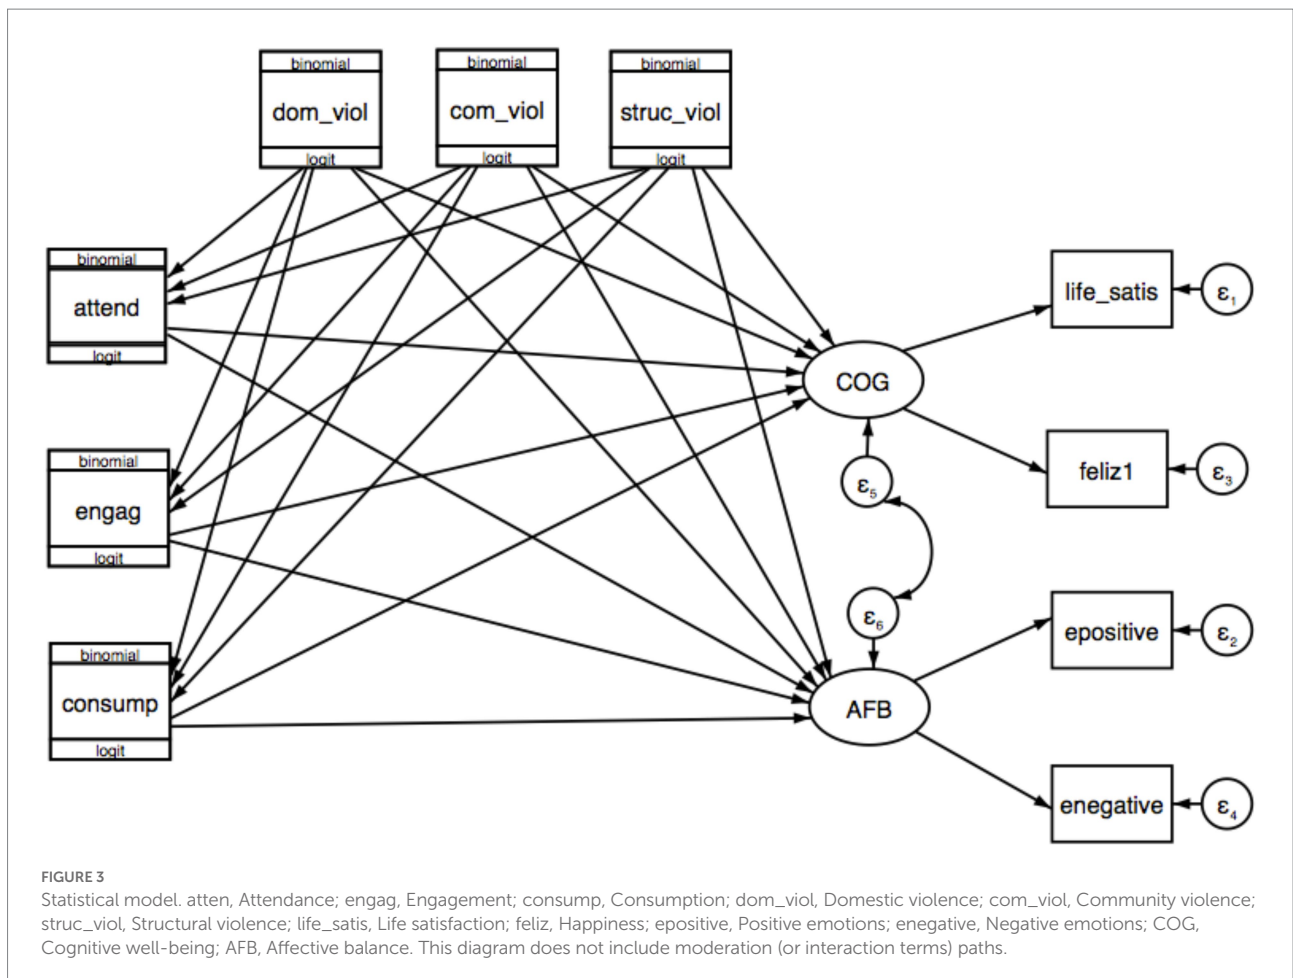 binomial
dom_viol
logit
binomial
com_viol
logit
binomial
struc_viol
logit
binomial
attend
logit
binomial
engag
logit
binomial
consump
logit
COG
ε5
ε6
AFB
life_satis
ε1
feliz1
ε3
epositive
ε2
enegative
ε4
FIGURE 3
Statistical model. atten, Attendance; engag, Engagement; consump, Consumption; dom_viol, Domestic violence; com_viol, Community violence;
struc_viol, Structural violence; life_satis, Life satisfaction; feliz, Happiness; epositive, Positive emotions; enegative, Negative emotions; COG,
Cognitive well-being; AFB, Affective balance. This diagram does not include moderation (or interaction terms) paths.